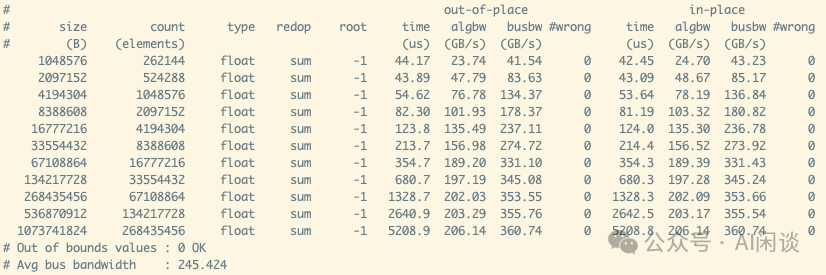 # out-of-place in-place
# size count type redop root time algbw busbw #wrong time algbw busbw #wrong
# (B) (elements) (us) (GB/s) (GB/s) (us) (GB/s) (GB/s)
1048576 262144 float sum -1 44.17 23.74 41.54 0 42.45 24.70 43.23 0
2097152 524288 float sum -1 43.89 47.79 83.63 0 43.09 48.67 85.17 0
4194304 1048576 float sum -1 54.62 76.78 134.37 0 53.64 78.19 136.84 0
8388608 2097152 float sum -1 82.30 101.93 178.37 0 81.19 103.32 180.82 0
16777216 4194304 float sum -1 123.8 135.49 237.11 0 124.0 135.30 236.78 0
33554432 8388608 float sum -1 213.7 156.98 274.72 0 214.4 156.52 273.92 0
67108864 16777216 float sum -1 354.7 189.20 331.10 0 354.3 189.39 331.43 0
134217728 33554432 float sum -1 680.7 197.19 345.08 0 680.3 197.28 345.24 0
268435456 67108864 float sum -1 1328.7 202.03 353.55 0 1328.3 202.09 353.66 0
536870912 134217728 float sum -1 2640.9 203.29 355.76 0 2642.5 203.17 355.54 0
1073741824 268435456 float sum -1 5208.9 206.14 360.74 0 5208.8 206.14 360.74 0
# Out of bounds values : 0 OK
# Avg bus bandwidth : 245.424
公众号 · AI闲谈